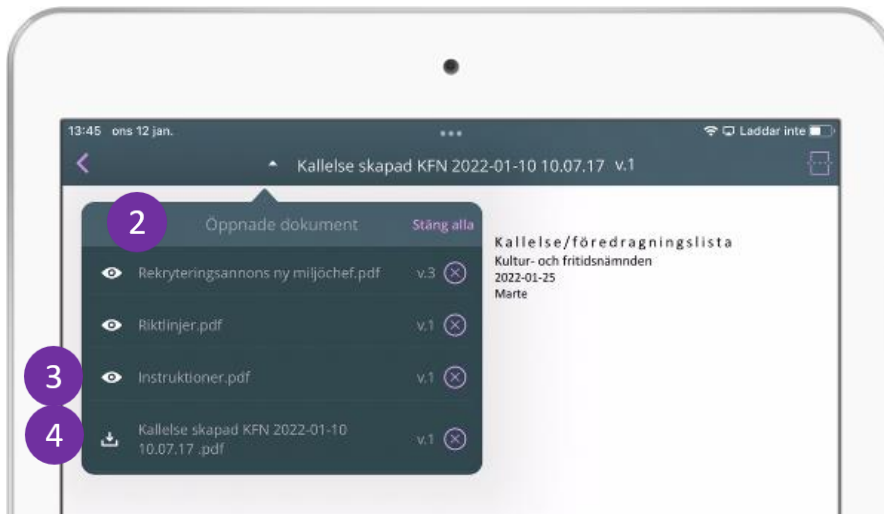 13:45 ons 12 jan.
Laddar inte
Kallelse skapad KFN 2022-01-10 10.07.17 v.1
2
Öppnade dokument Stäng alla
Kallelse/föredragningslista
Kultur- och fritidsnämnden
2022-01-25
Marte
Rekryteringsannons ny miljöchef.pdf v.3
Riktlinjer.pdf v.1
3
Instruktioner.pdf v.1
4
Kallelse skapad KFN 2022-01-10
10.07.17 .pdf v.1